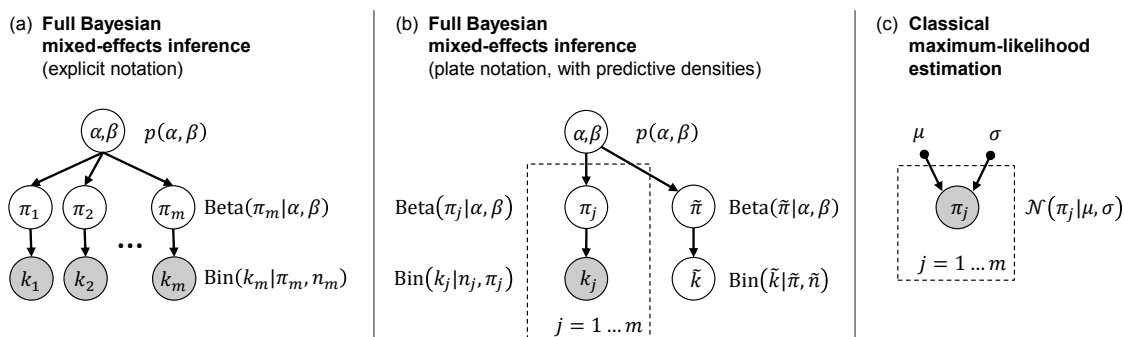 (a) Full Bayesian
mixed-effects inference
(explicit notation)
α,β p(α, β)
π₁ π₂ πₘ Beta(πₘ|α, β)
...
k₁ k₂ kₘ Bin(kₘ|πₘ, nₘ)
(b) Full Bayesian
mixed-effects inference
(plate notation, with predictive densities)
α,β p(α, β)
Beta(πⱼ|α, β) πⱼ π̃ Beta(π̃|α, β)
Bin(kⱼ|nⱼ, πⱼ) kⱼ k̃ Bin(k̃|π̃, ñ)
j = 1 ... m
(c) Classical
maximum-likelihood
estimation
μ σ
πⱼ 𝒩(πⱼ|μ, σ)
j = 1 ... m